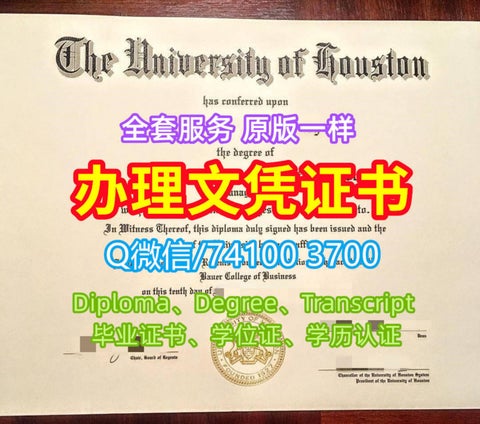 The University of Houston
has conferred upon
全套服务 原版一样
the degree of
办理文凭证书
In Witness Thereof, this diploma duly signed has been issued and the
Q微信/74100 3700
Bauer College of Business
on this tenth day of
Diploma、Degree、Transcript
毕业证书、学位证、学历认证
Chair, Board of Regents
Dean
Chancellor of the University of Houston System
President of the University of Houston